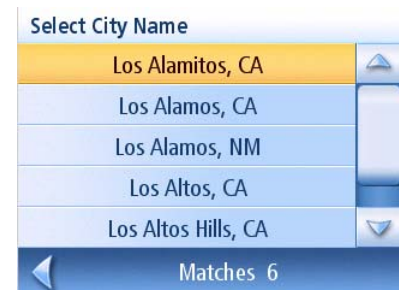 Select City Name
Los Alamitos, CA
Los Alamos, CA
Los Alamos, NM
Los Altos, CA
Los Altos Hills, CA
Matches 6